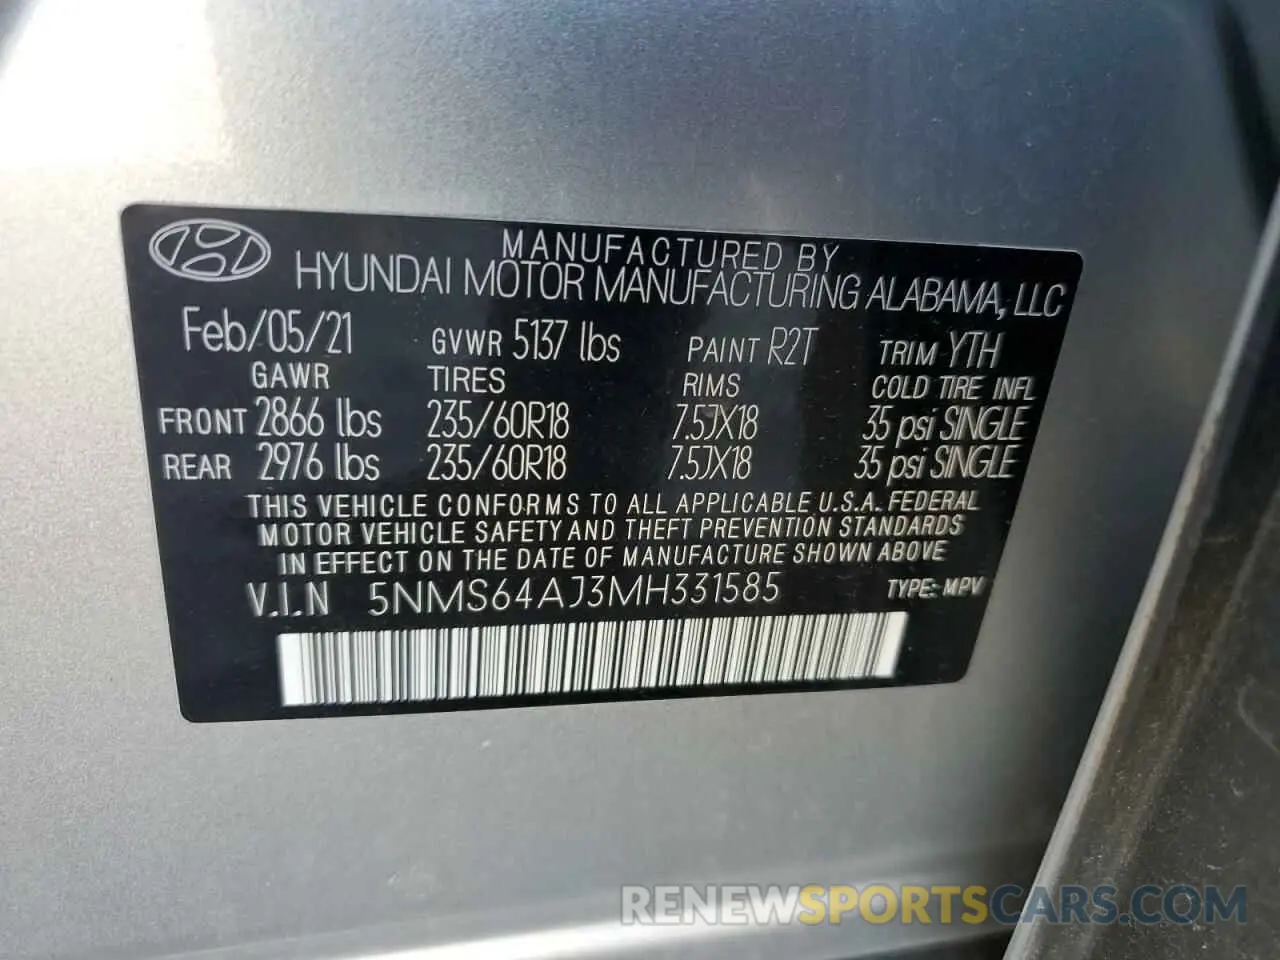 MANUFACTURED BY
HYUNDAI MOTOR MANUFACTURING ALABAMA, LLC
Feb/05/21 GVWR 5137 lbs PAINT R2T TRIM YTH
GAWR TIRES RIMS COLD TIRE INFL
FRONT 2866 lbs 235/60R18 7.5JX18 35 psi SINGLE
REAR 2976 lbs 235/60R18 7.5JX18 35 psi SINGLE
THIS VEHICLE CONFORMS TO ALL APPLICABLE U.S.A. FEDERAL
MOTOR VEHICLE SAFETY AND THEFT PREVENTION STANDARDS
IN EFFECT ON THE DATE OF MANUFACTURE SHOWN ABOVE
V.I.N 5NMS64AJ3MH331585 TYPE: MPV
RENEWSPORTSCARS.COM